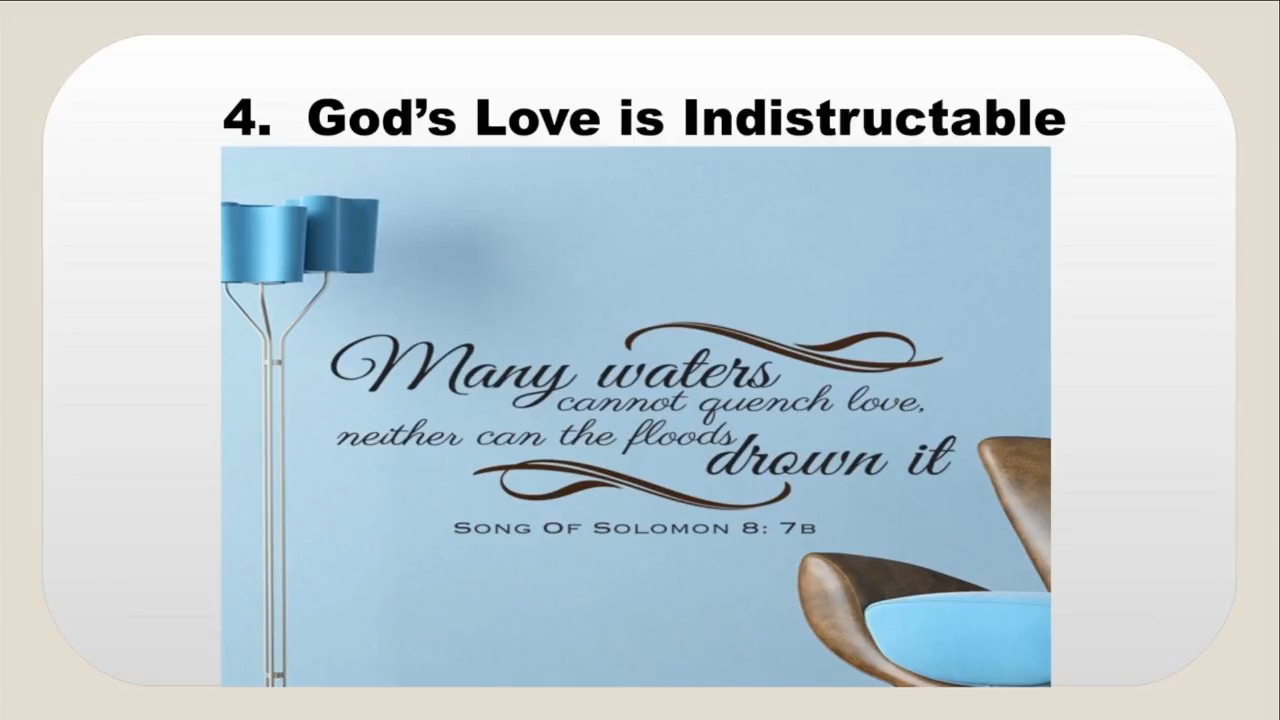 4. God’s Love is Indistructable
Many waters
cannot quench love,
neither can the floods
drown it
Song Of Solomon 8: 7b